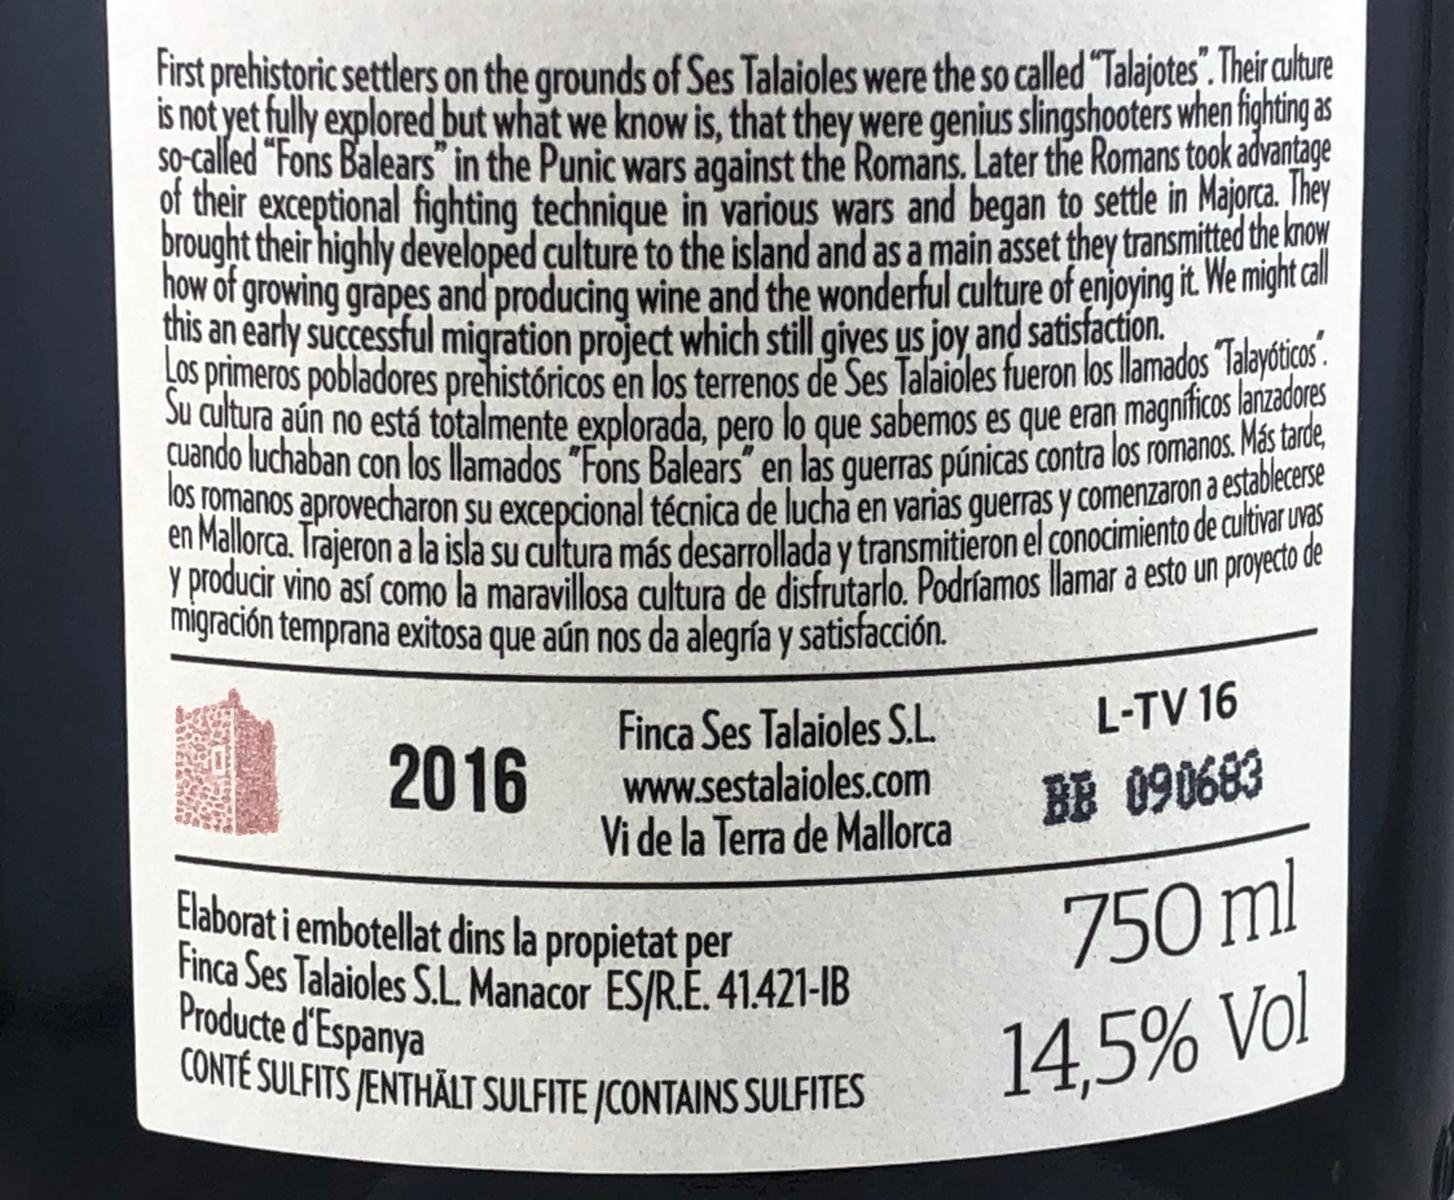 First prehistoric settlers on the grounds of Ses Talaioles were the so called "Talajotes". Their culture
is not yet fully explored but what we know is, that they were genius slingshooters when fighting as
so-called "Fons Balears" in the Punic wars against the Romans. Later the Romans took advantage
of their exceptional fighting technique in various wars and began to settle in Majorca. They
brought their highly developed culture to the island and as a main asset they transmitted the know
how of growing grapes and producing wine and the wonderful culture of enjoying it. We might call
this an early successful migration project which still gives us joy and satisfaction.
Los primeros pobladores prehistóricos en los terrenos de Ses Talaioles fueron los llamados "Talayóticos".
Su cultura aún no está totalmente explorada, pero lo que sabemos es que eran magníficos lanzadores
cuando luchaban con los llamados "Fons Balears" en las guerras púnicas contra los romanos. Más tarde,
los romanos aprovecharon su excepcional técnica de lucha en varias guerras y comenzaron a establecerse
en Mallorca. Trajeron a la isla su cultura más desarrollada y transmitieron el conocimiento de cultivar uvas
y producir vino así como la maravillosa cultura de disfrutarlo. Podríamos llamar a esto un proyecto de
migración temprana exitosa que aún nos da alegría y satisfacción.
2016
Finca Ses Talaioles S.L.
www.sestalaioles.com
Vi de la Terra de Mallorca
L-TV 16
BB 090683
Elaborat i embotellat dins la propietat per
Finca Ses Talaioles S.L. Manacor ES/R.E. 41.421-IB
Producte d'Espanya
CONTÉ SULFITS /ENTHÄLT SULFITE /CONTAINS SULFITES
750 ml
14,5% Vol